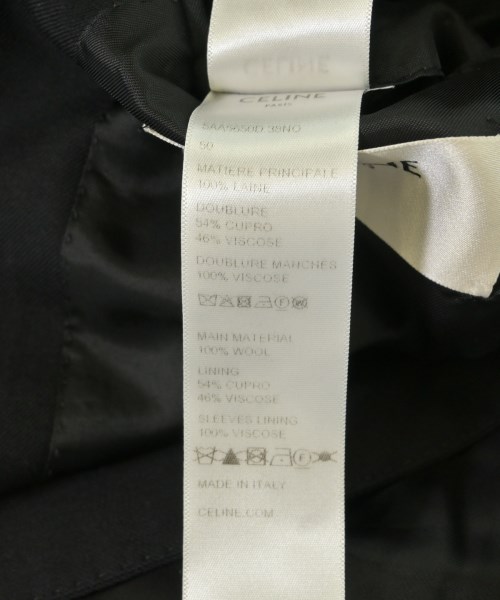 CELINE
CELINE
PARIS
50
MATIERE PRINCIPALE
100% LAINE
DOUBLURE
54% CUPRO
46% VISCOSE
DOUBLURE MANCHES
100% VISCOSE
MAIN MATERIAL
100% WOOL
LINING
54% CUPRO
46% VISCOSE
SLEEVES LINING
100% VISCOSE
MADE IN ITALY
CELINE.COM